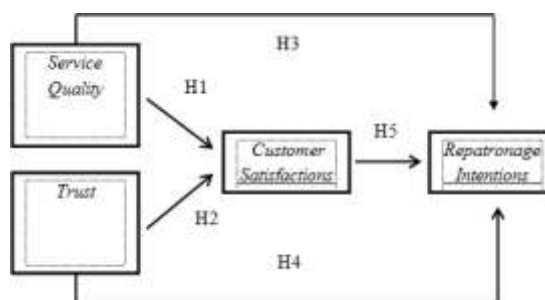 H3
Service
Quality
H1
Customer
Satisfactions
H5
Repatronage
Intentions
Trust
H2
H4